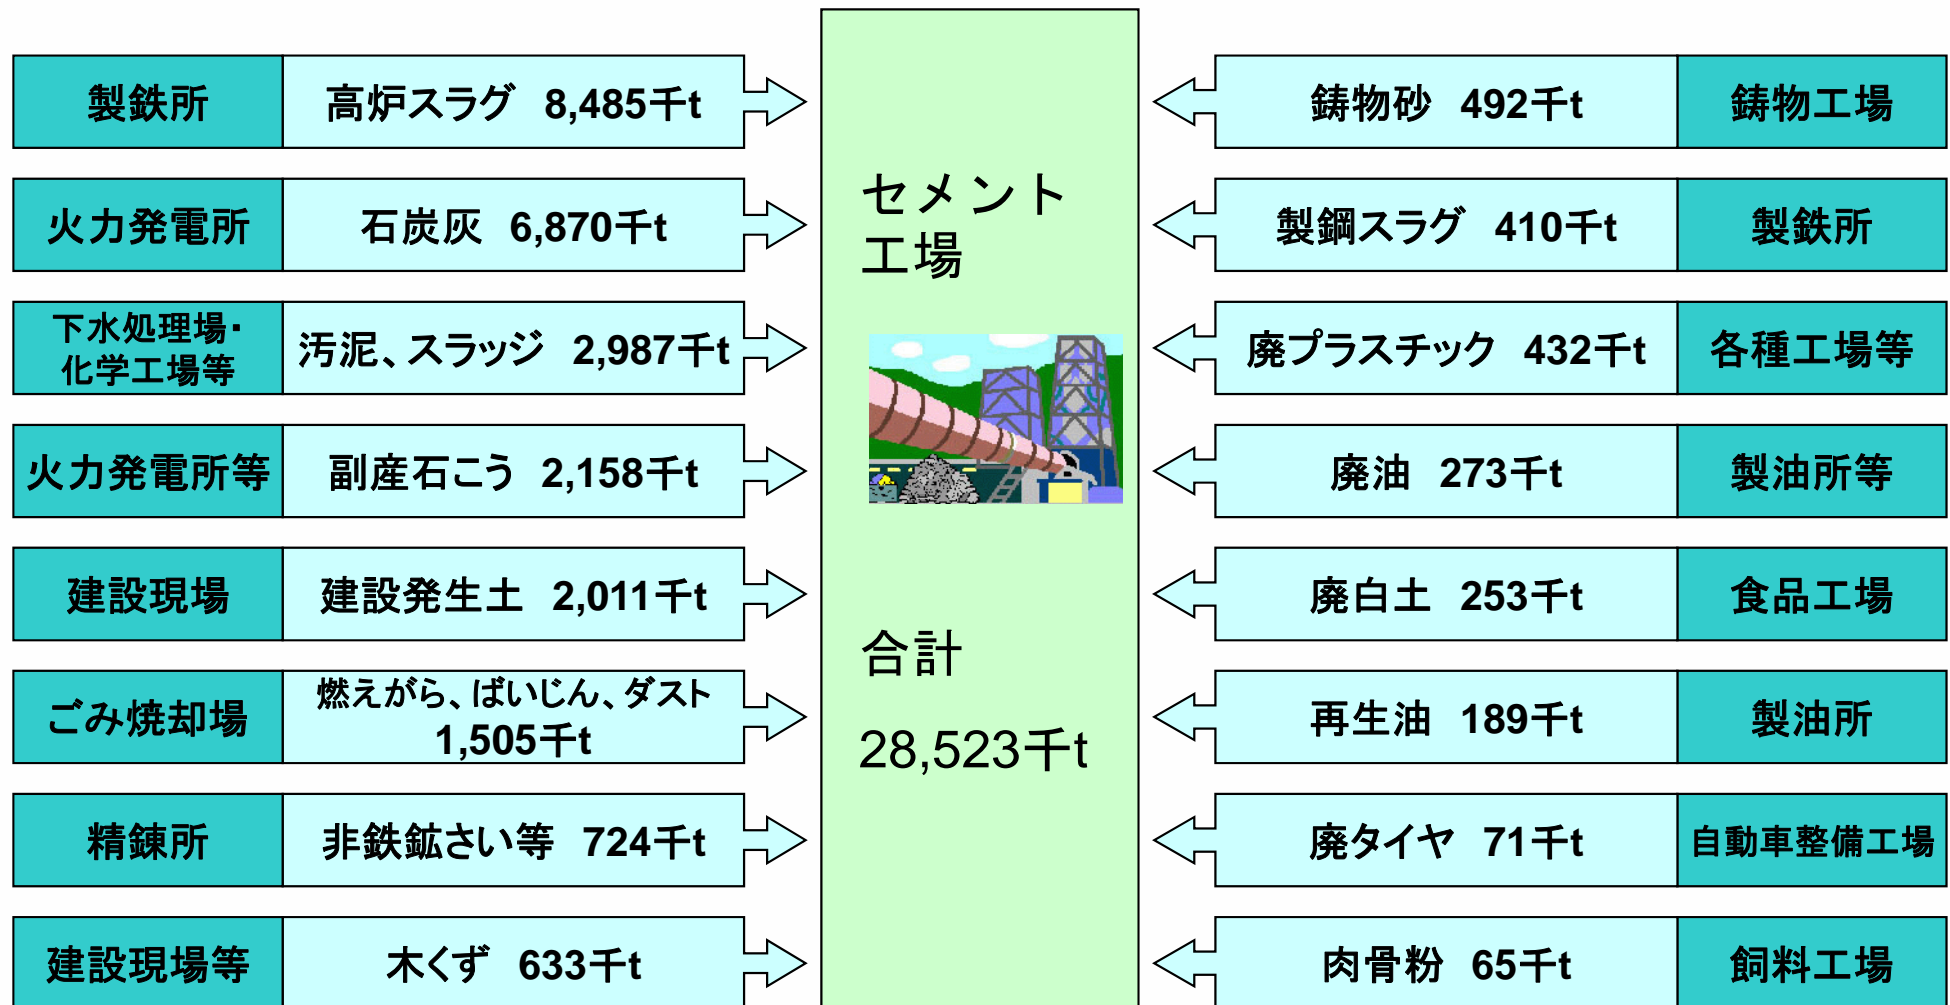 製鉄所
高炉スラグ 8,485千t
火力発電所
石炭灰 6,870千t
下水処理場・
化学工場等
汚泥、スラッジ 2,987千t
火力発電所等
副産石こう 2,158千t
建設現場
建設発生土 2,011千t
ごみ焼却場
燃えがら、ばいじん、ダスト
1,505千t
精錬所
非鉄鉱さい等 724千t
建設現場等
木くず 633千t
セメント
工場
合計
28,523千t
鋳物砂 492千t
鋳物工場
製鋼スラグ 410千t
製鉄所
廃プラスチック 432千t
各種工場等
廃油 273千t
製油所等
廃白土 253千t
食品工場
再生油 189千t
製油所
廃タイヤ 71千t
自動車整備工場
肉骨粉 65千t
飼料工場